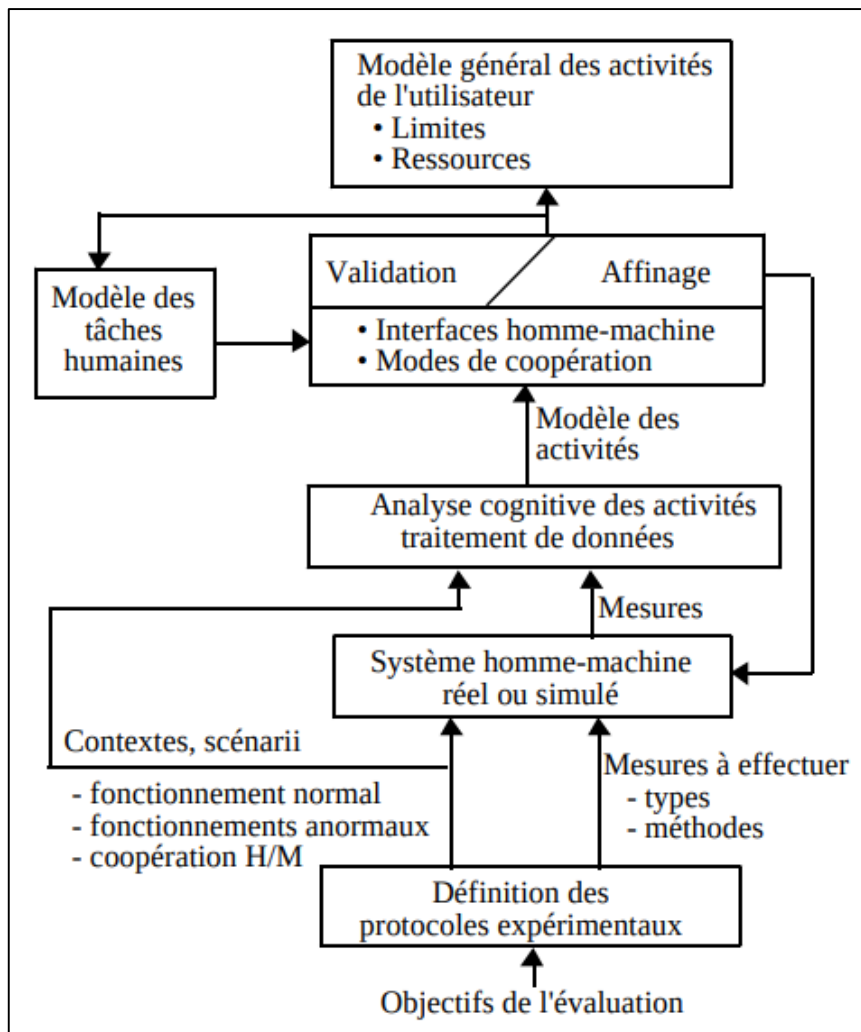 Modèle général des activités
de l'utilisateur
• Limites
• Ressources
Validation
Affinage
Modèle des
tâches
humaines
• Interfaces homme-machine
• Modes de coopération
Modèle des
activités
Analyse cognitive des activités
traitement de données
Mesures
Système homme-machine
réel ou simulé
Contextes, scénarii
- fonctionnement normal
- fonctionnements anormaux
- coopération H/M
Mesures à effectuer
- types
- méthodes
Définition des
protocoles expérimentaux
Objectifs de l'évaluation